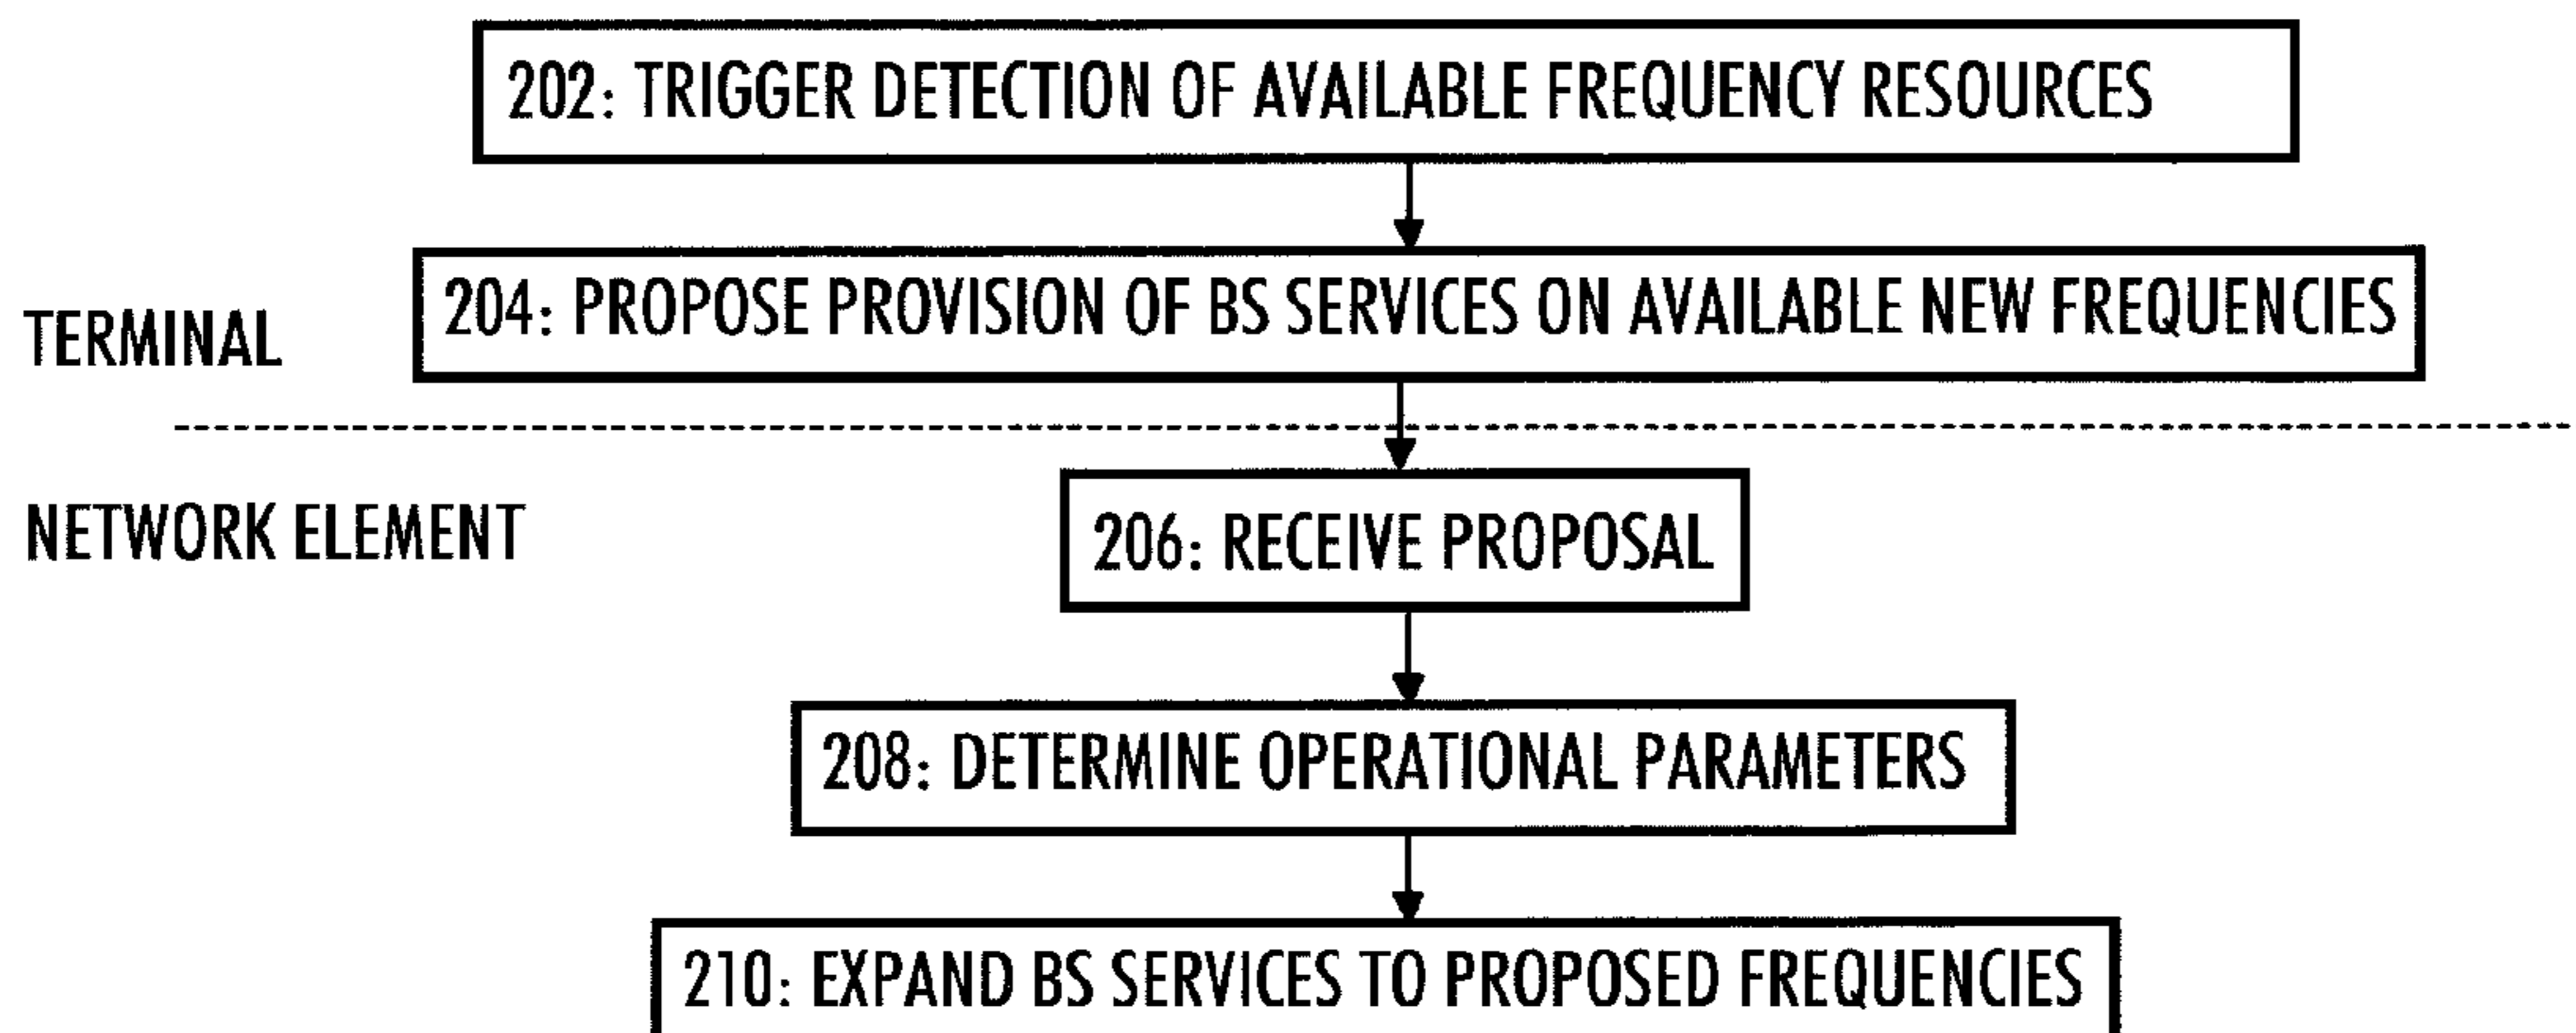 202: TRIGGER DETECTION OF AVAILABLE FREQUENCY RESOURCES
204: PROPOSE PROVISION OF BS SERVICES ON AVAILABLE NEW FREQUENCIES
TERMINAL
NETWORK ELEMENT
206: RECEIVE PROPOSAL
208: DETERMINE OPERATIONAL PARAMETERS
210: EXPAND BS SERVICES TO PROPOSED FREQUENCIES